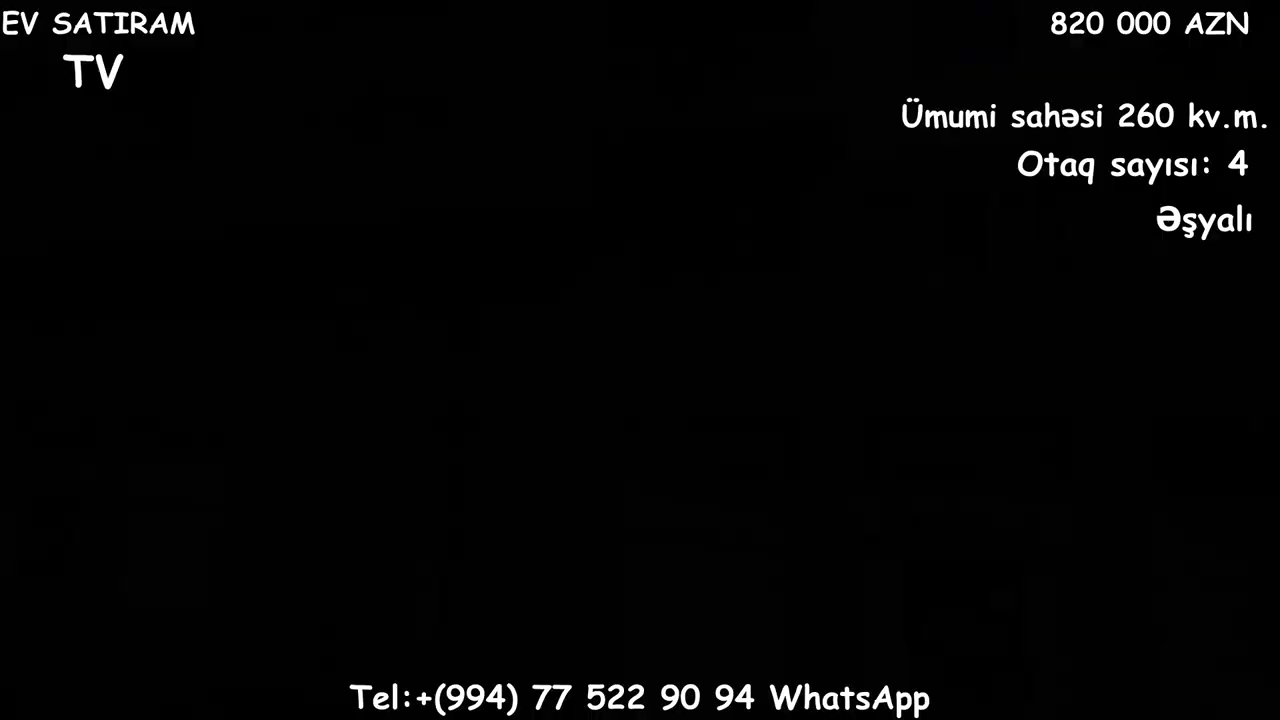 EV SATIRAM
TV
820 000 AZN
Ümumi sahəsi 260 kv.m.
Otaq sayısı: 4
Əşyalı
Tel:+(994) 77 522 90 94 WhatsApp